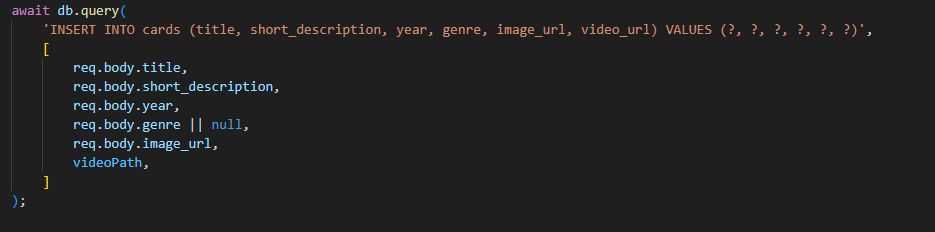 await db.query(
'INSERT INTO cards (title, short_description, year, genre, image_url, video_url) VALUES (?, ?, ?, ?, ?, ?)',
[
req.body.title,
req.body.short_description,
req.body.year,
req.body.genre || null,
req.body.image_url,
videoPath,
]
);